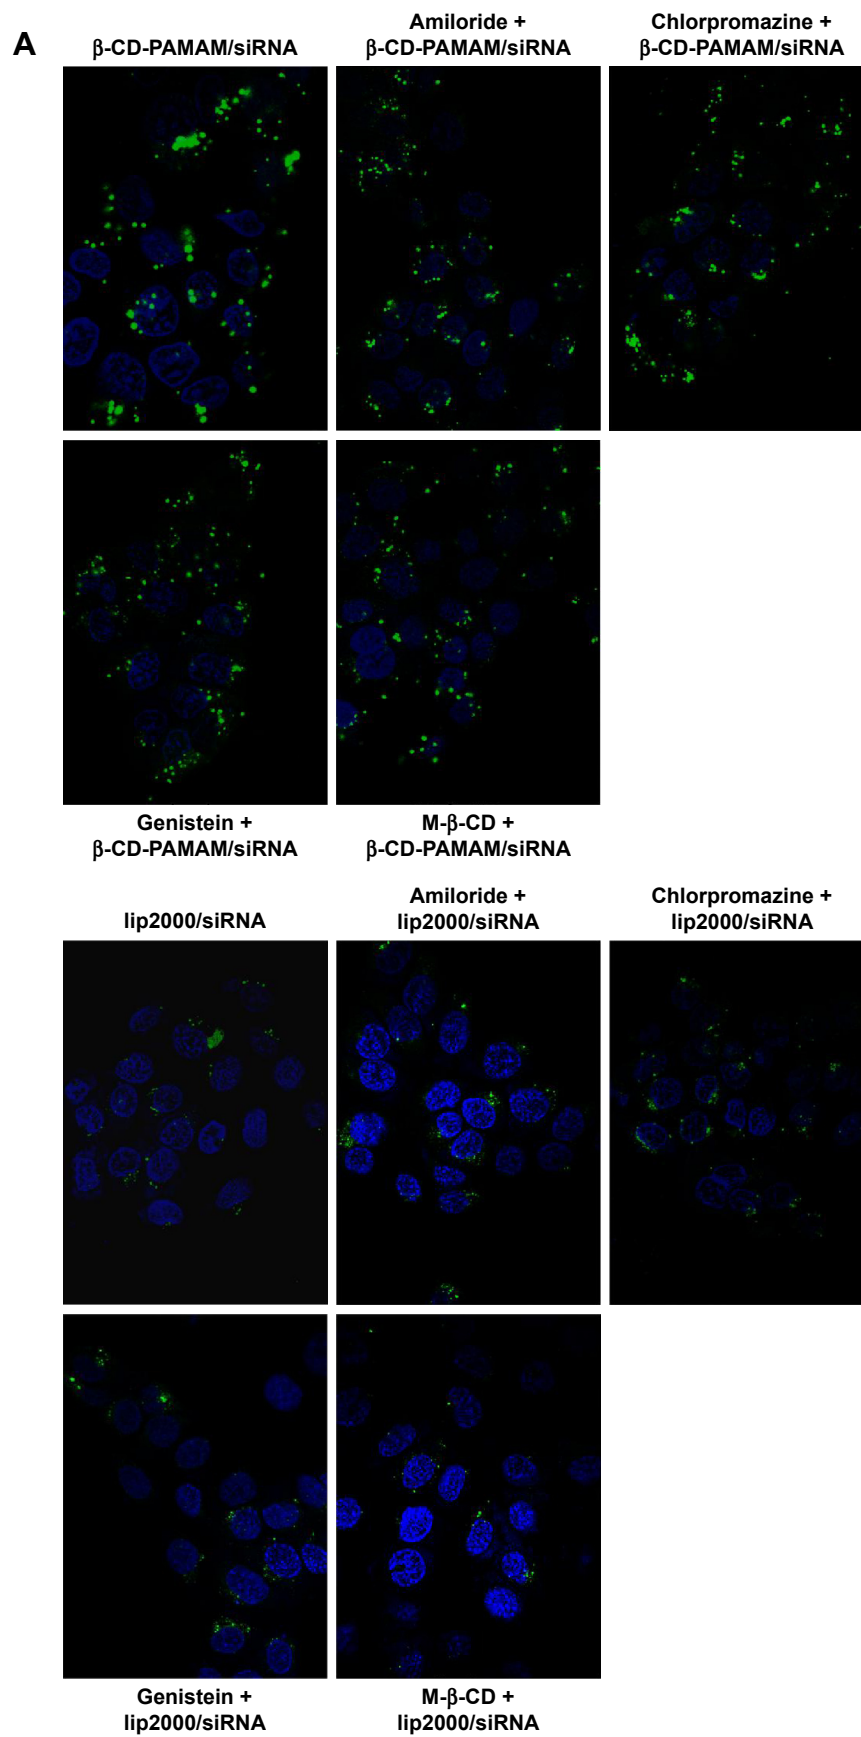 A
β-CD-PAMAM/siRNA
Amiloride +
β-CD-PAMAM/siRNA
Chlorpromazine +
β-CD-PAMAM/siRNA
Genistein +
β-CD-PAMAM/siRNA
M-β-CD +
β-CD-PAMAM/siRNA
lip2000/siRNA
Amiloride +
lip2000/siRNA
Chlorpromazine +
lip2000/siRNA
Genistein +
lip2000/siRNA
M-β-CD +
lip2000/siRNA